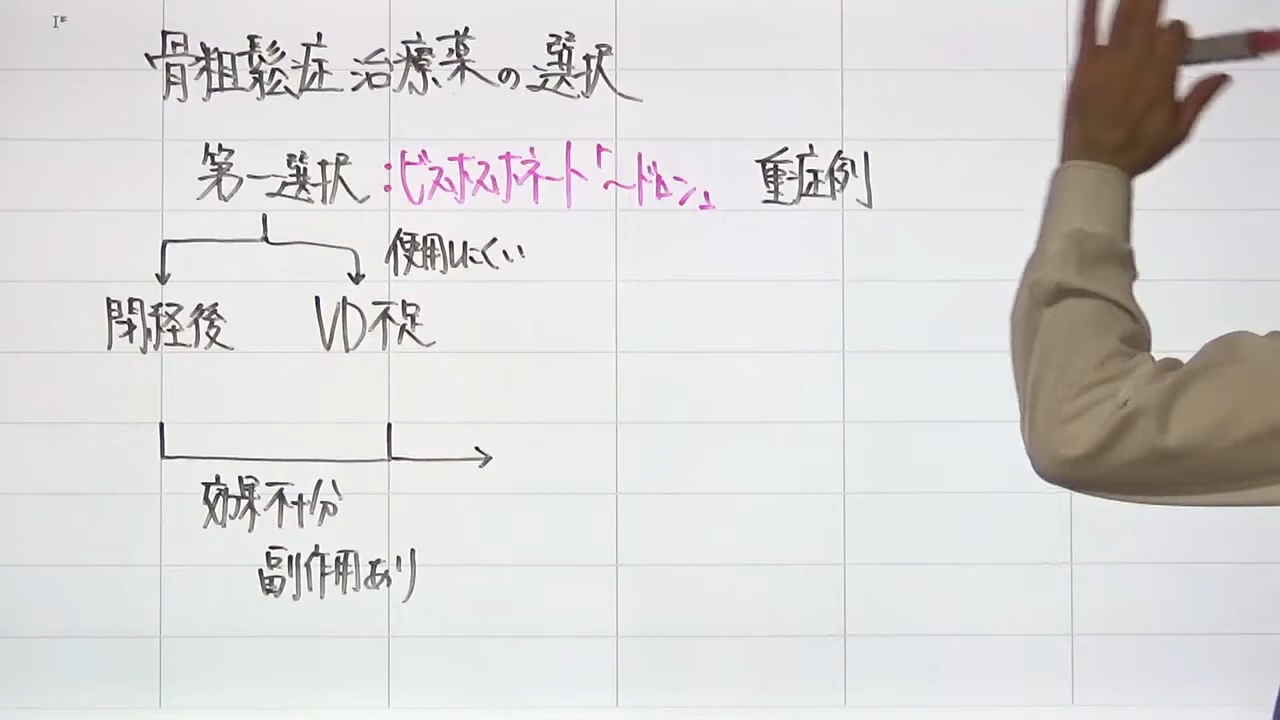 骨粗鬆症治療薬の選択
第一選択:ビスホスホネート「〜ドロン」 重症例
使用しにくい
閉経後 VD不足
効果不十分
副作用あり